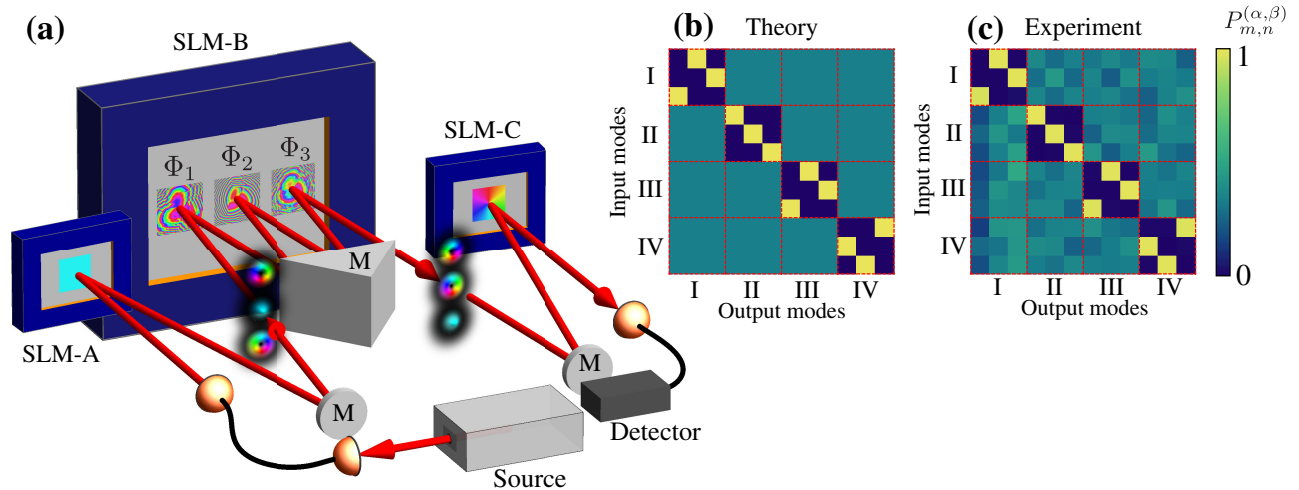 (a)
SLM-B
Φ1 Φ2 Φ3
SLM-C
M
SLM-A
M
M
Detector
Source
(b) Theory
I
II
III
IV
Input modes
I II III IV
Output modes
(c) Experiment
I
II
III
IV
Input modes
I II III IV
Output modes
P_{m,n}^{(α,β)}
1
0